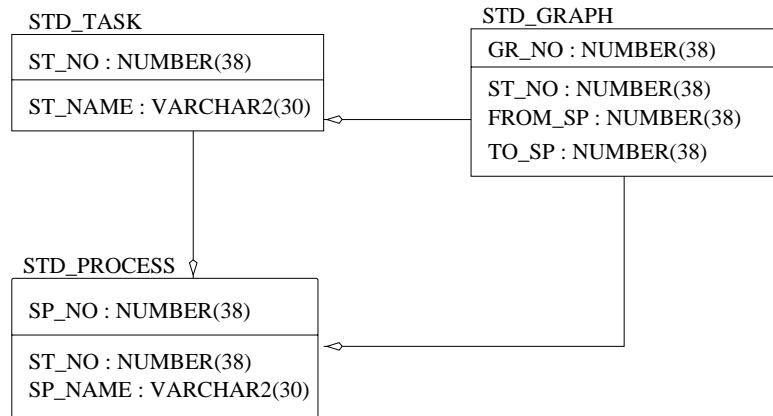 STD_TASK
ST_NO : NUMBER(38)
ST_NAME : VARCHAR2(30)
STD_GRAPH
GR_NO : NUMBER(38)
ST_NO : NUMBER(38)
FROM_SP : NUMBER(38)
TO_SP : NUMBER(38)
STD_PROCESS
SP_NO : NUMBER(38)
ST_NO : NUMBER(38)
SP_NAME : VARCHAR2(30)